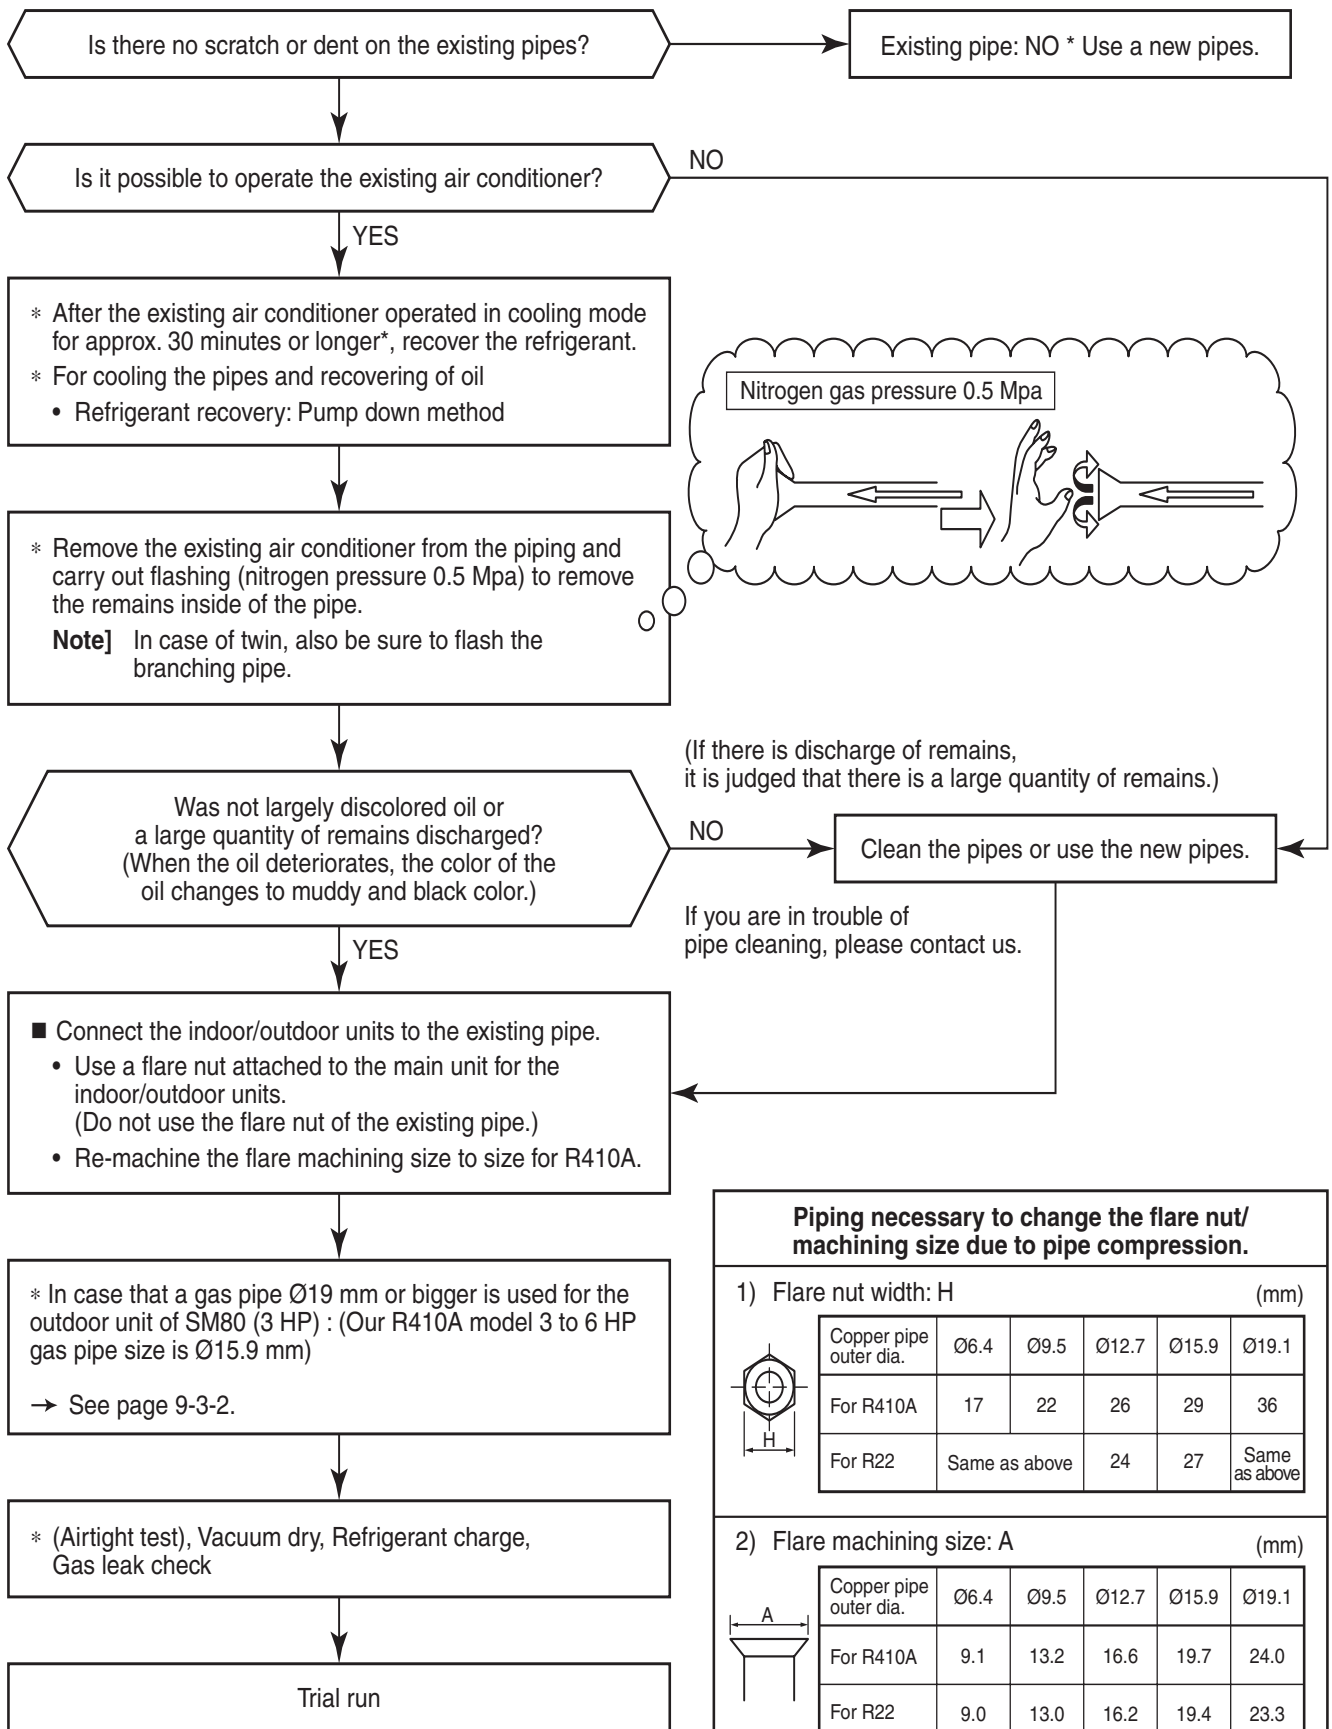 Is there no scratch or dent on the existing pipes?
Existing pipe: NO * Use a new pipes.
Is it possible to operate the existing air conditioner?
NO
YES
* After the existing air conditioner operated in cooling mode
for approx. 30 minutes or longer*, recover the refrigerant.
* For cooling the pipes and recovering of oil
• Refrigerant recovery: Pump down method
Nitrogen gas pressure 0.5 Mpa
* Remove the existing air conditioner from the piping and
carry out flashing (nitrogen pressure 0.5 Mpa) to remove
the remains inside of the pipe.
Note] In case of twin, also be sure to flash the
branching pipe.
(If there is discharge of remains,
it is judged that there is a large quantity of remains.)
Was not largely discolored oil or
a large quantity of remains discharged?
(When the oil deteriorates, the color of the
oil changes to muddy and black color.)
NO
Clean the pipes or use the new pipes.
If you are in trouble of
pipe cleaning, please contact us.
YES
■ Connect the indoor/outdoor units to the existing pipe.
• Use a flare nut attached to the main unit for the
indoor/outdoor units.
(Do not use the flare nut of the existing pipe.)
• Re-machine the flare machining size to size for R410A.
* In case that a gas pipe Ø19 mm or bigger is used for the
outdoor unit of SM80 (3 HP) : (Our R410A model 3 to 6 HP
gas pipe size is Ø15.9 mm)
→ See page 9-3-2.
* (Airtight test), Vacuum dry, Refrigerant charge,
Gas leak check
Trial run
Piping necessary to change the flare nut/
machining size due to pipe compression.
1) Flare nut width: H (mm)
H
Copper pipe
outer dia. Ø6.4 Ø9.5 Ø12.7 Ø15.9 Ø19.1
For R410A 17 22 26 29 36
For R22 Same as above 24 27 Same
as above
2) Flare machining size: A (mm)
A
Copper pipe
outer dia. Ø6.4 Ø9.5 Ø12.7 Ø15.9 Ø19.1
For R410A 9.1 13.2 16.6 19.7 24.0
For R22 9.0 13.0 16.2 19.4 23.3